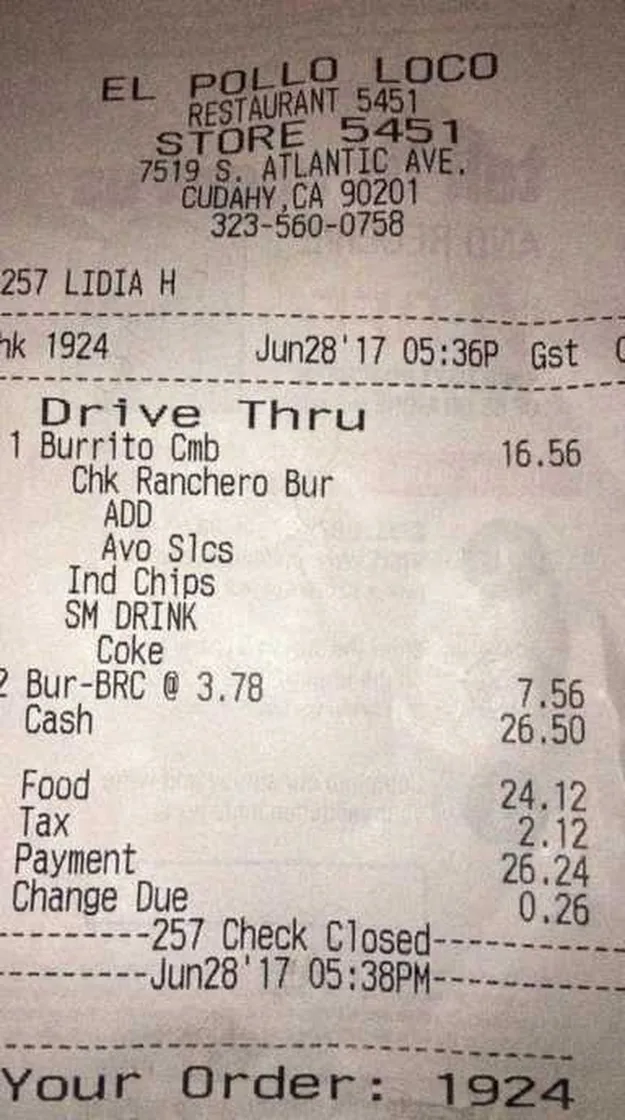 EL POLLO LOCO
RESTAURANT 5451
STORE 5451
7519 S. ATLANTIC AVE.
CUDAHY,CA 90201
323-560-0758
257 LIDIA H
hk 1924 Jun28'17 05:36P Gst
Drive Thru
1 Burrito Cmb 16.56
Chk Ranchero Bur
ADD
Avo Slcs
Ind Chips
SM DRINK
Coke
2 Bur-BRC @ 3.78 7.56
Cash 26.50
Food 24.12
Tax 2.12
Payment 26.24
Change Due 0.26
--------257 Check Closed--------
--------Jun28'17 05:38PM--------
Your Order: 1924